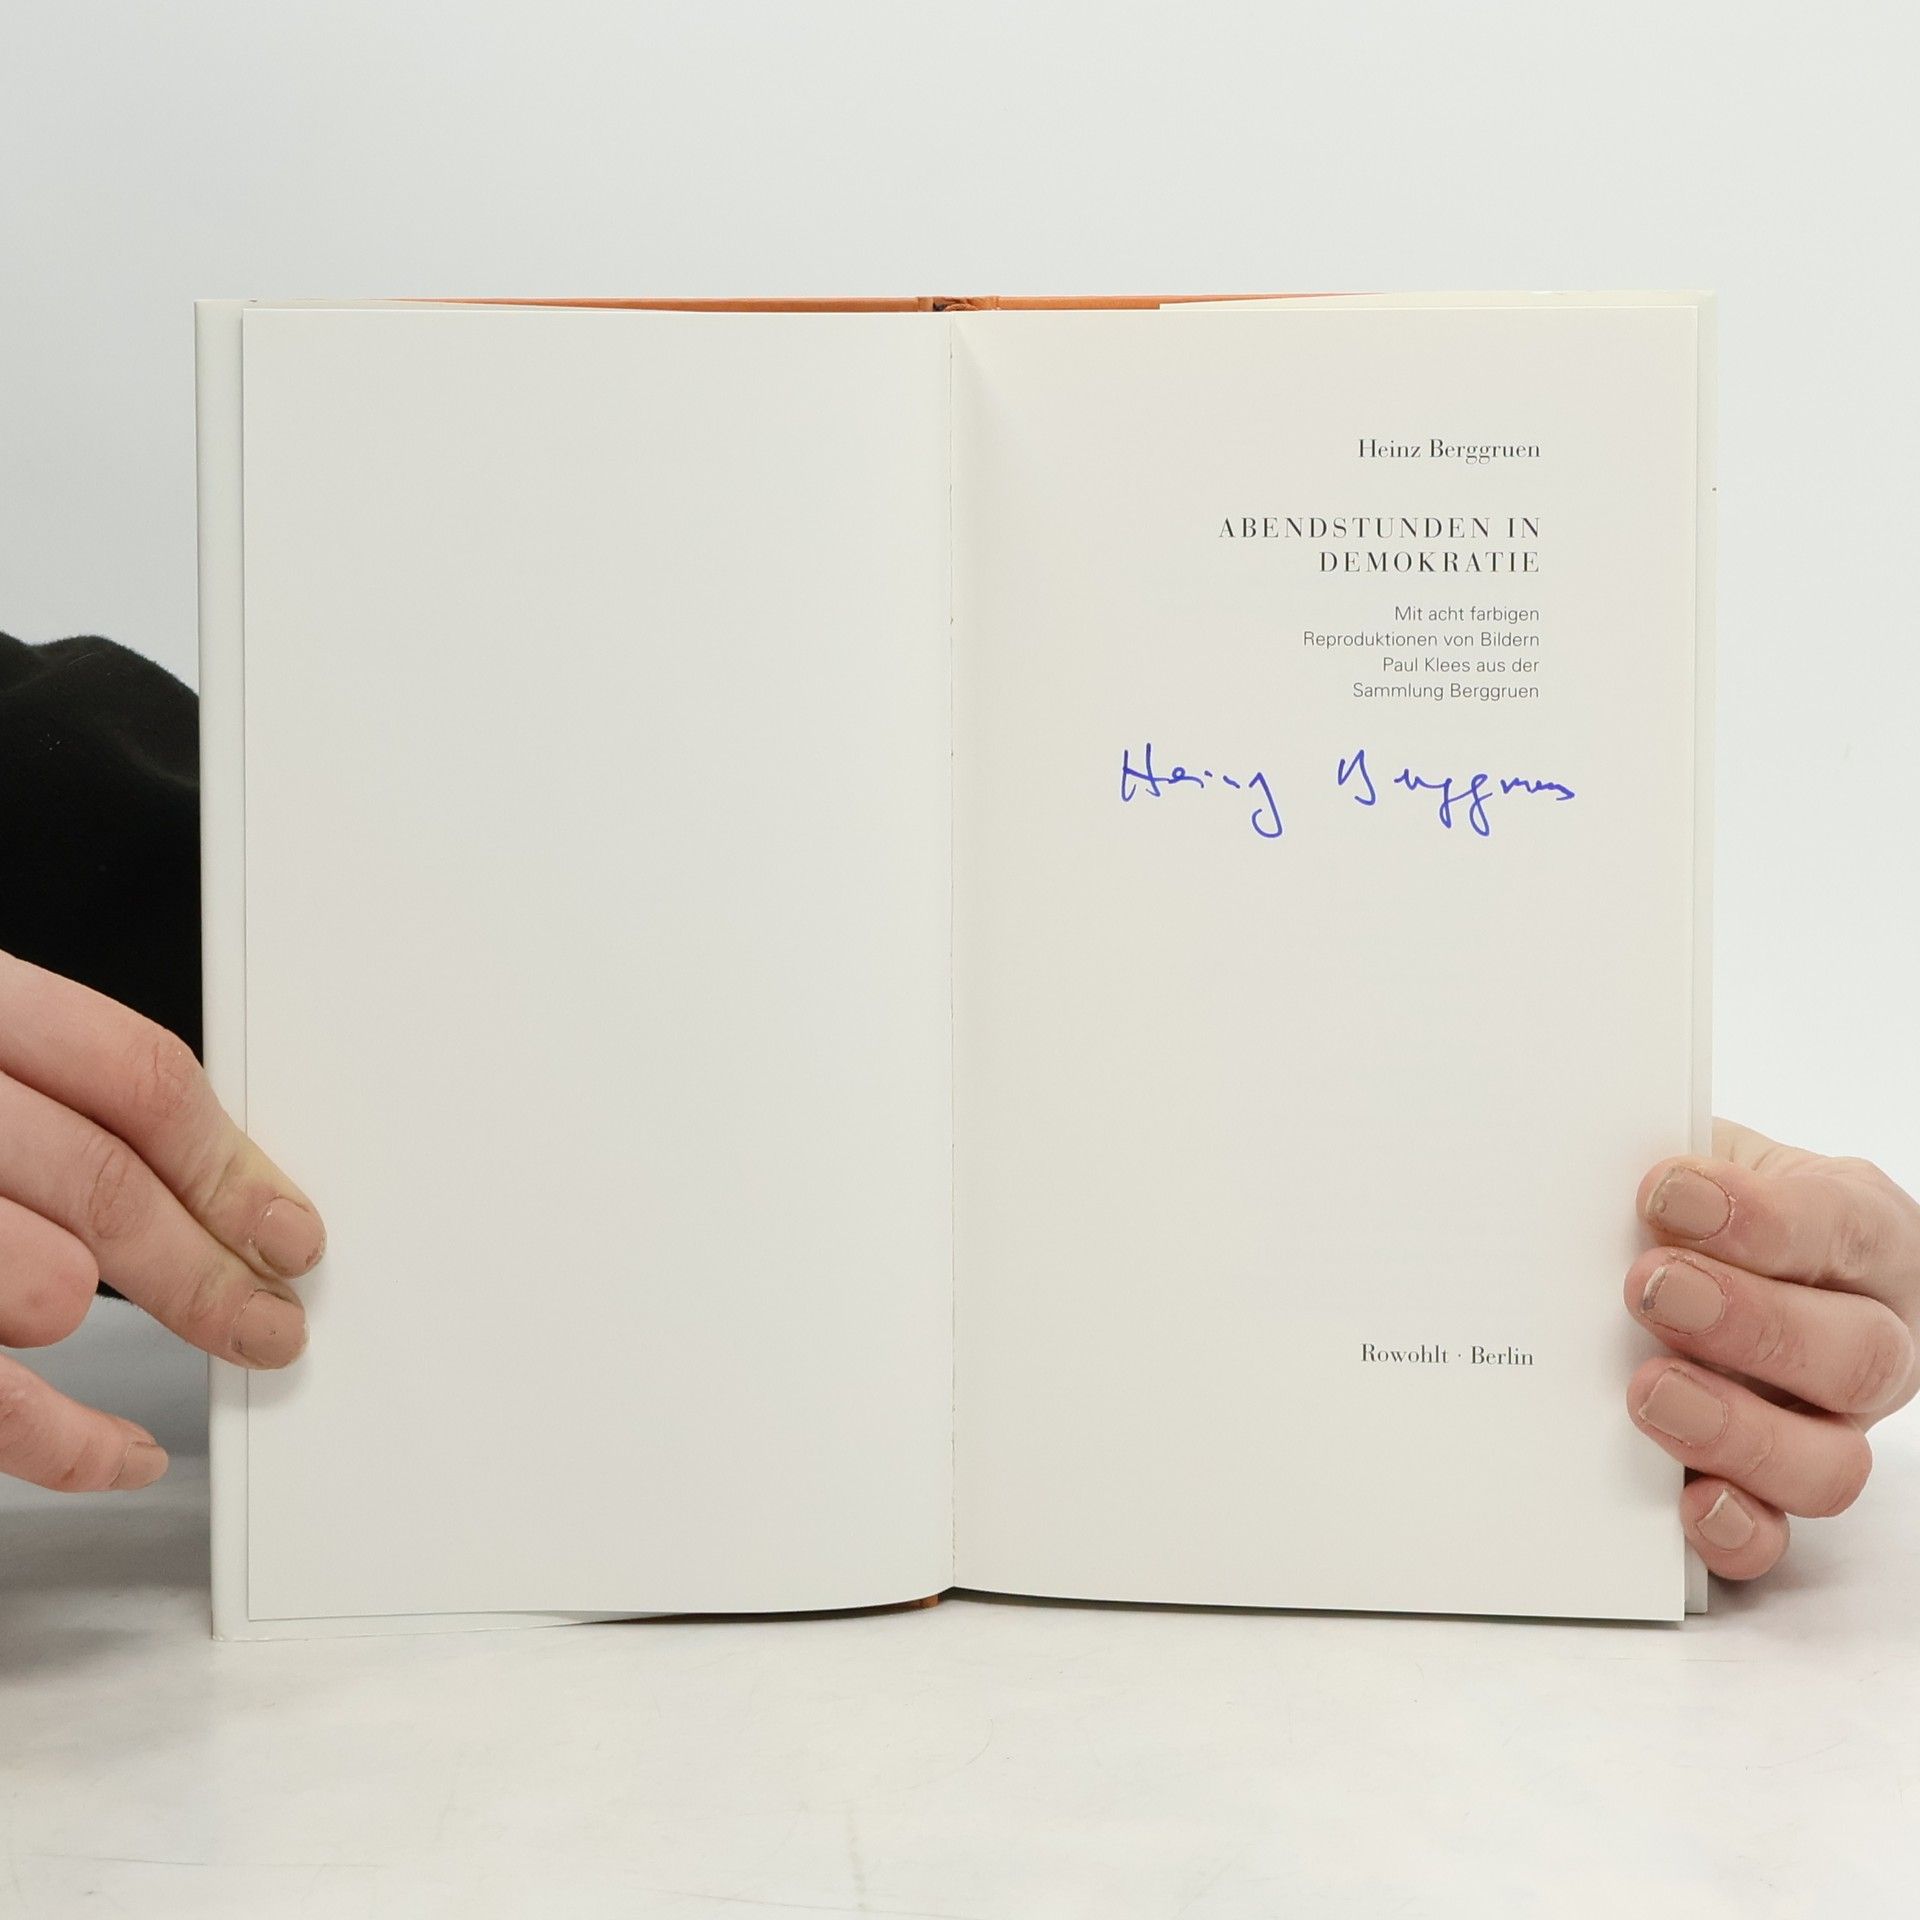 Heinz Berggruen
ABENDSTUNDEN IN
DEMOKRATIE
Mit acht farbigen
Reproduktionen von Bildern
Paul Klees aus der
Sammlung Berggruen
Heinz Berggruen
Rowohlt · Berlin